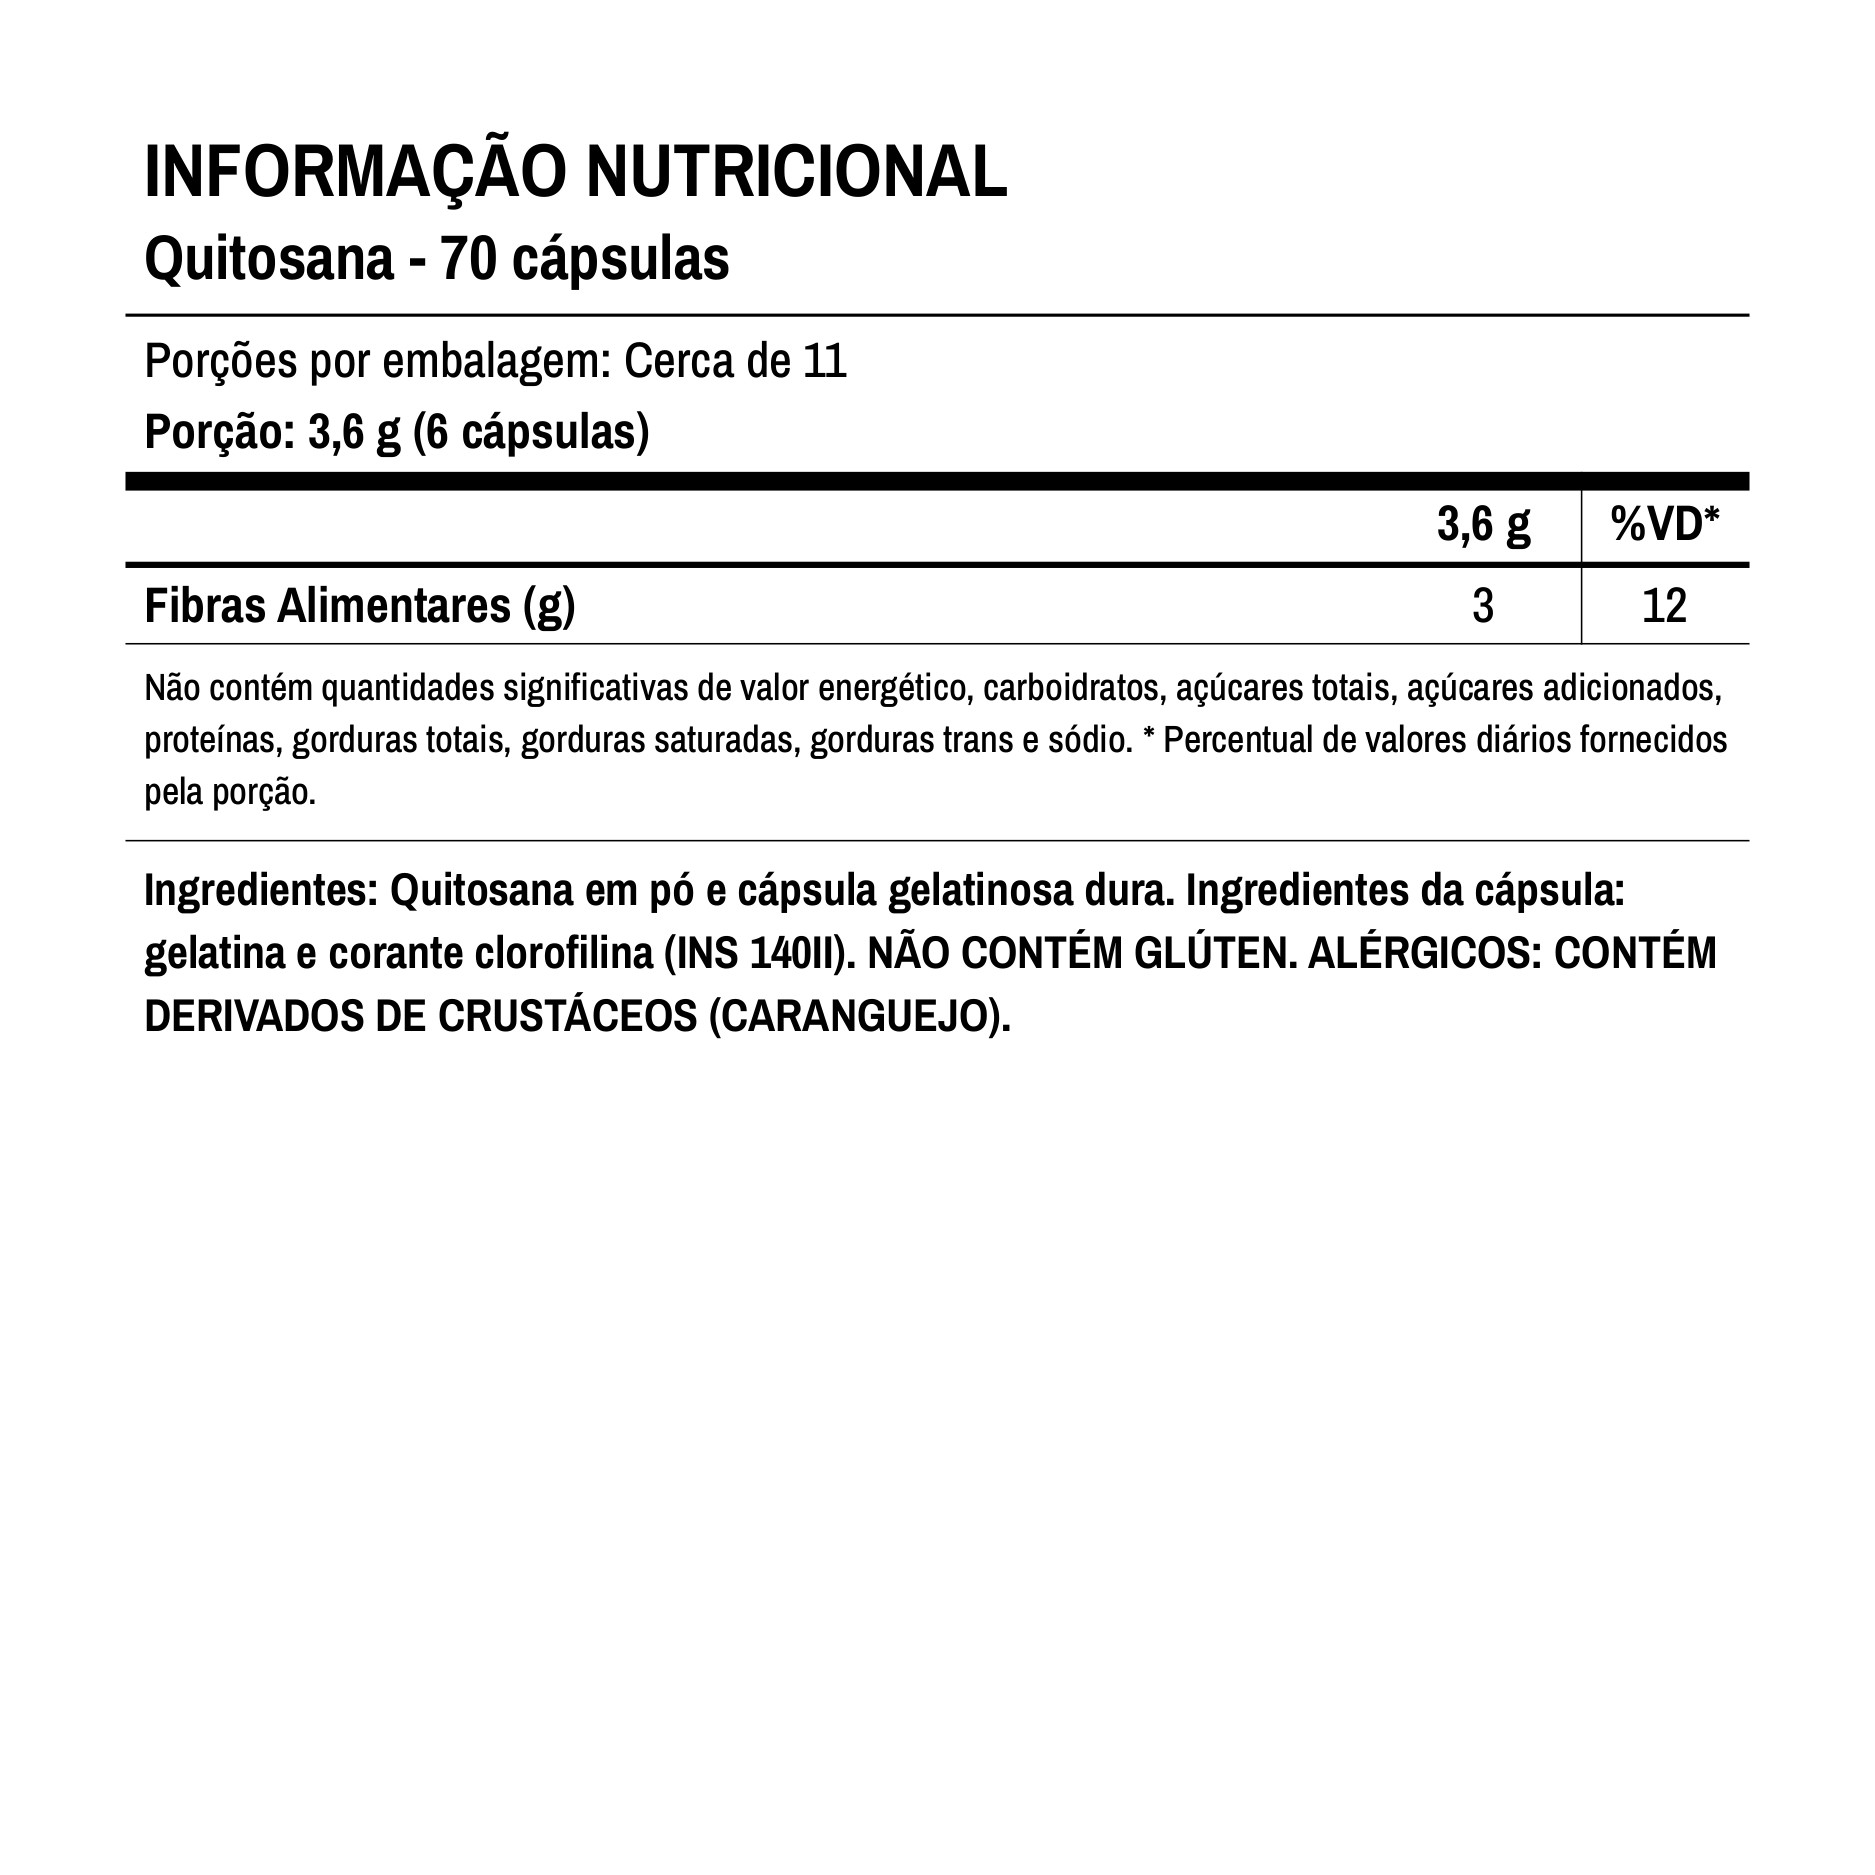 INFORMAÇÃO NUTRICIONAL
Quitosana - 70 cápsulas
Porções por embalagem: Cerca de 11
Porção: 3,6 g (6 cápsulas)
3,6 g %VD*
Fibras Alimentares (g) 3 12
Não contém quantidades significativas de valor energético, carboidratos, açúcares totais, açúcares adicionados,
proteínas, gorduras totais, gorduras saturadas, gorduras trans e sódio. * Percentual de valores diários fornecidos
pela porção.
Ingredientes: Quitosana em pó e cápsula gelatinosa dura. Ingredientes da cápsula:
gelatina e corante clorofilina (INS 140II). NÃO CONTÉM GLÚTEN. ALÉRGICOS: CONTÉM
DERIVADOS DE CRUSTÁCEOS (CARANGUEJO).